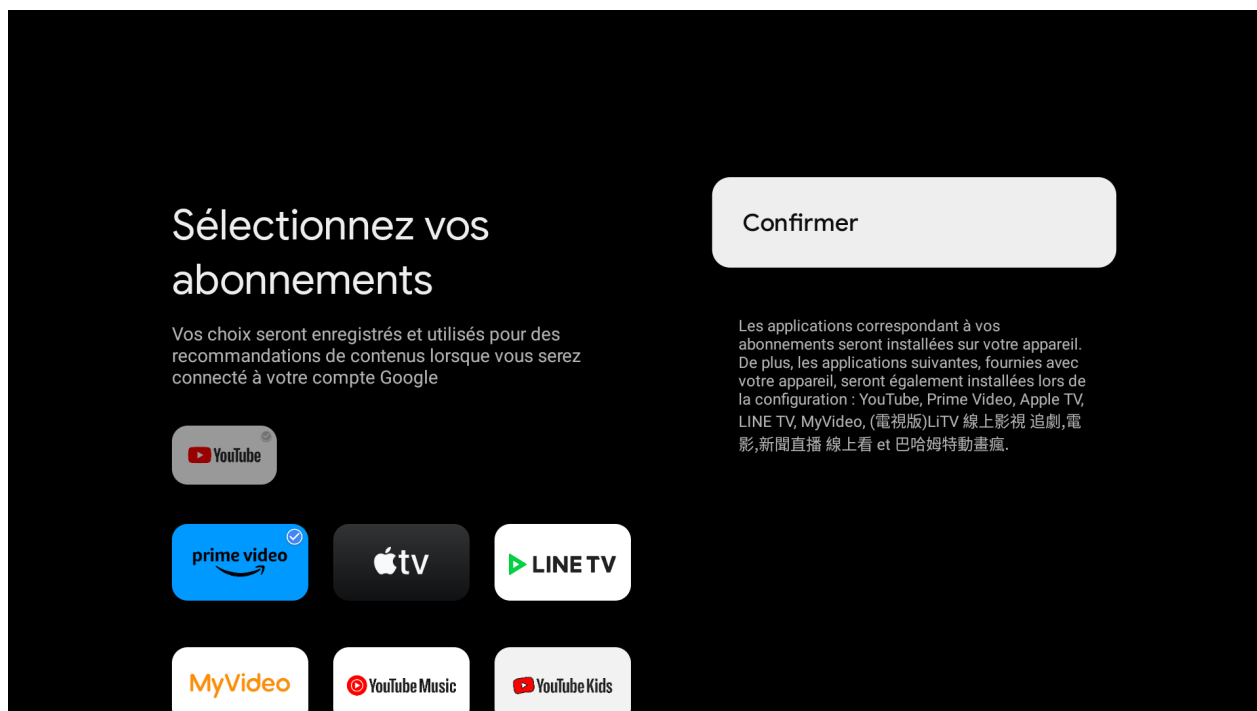 Sélectionnez vos
abonnements
Vos choix seront enregistrés et utilisés pour des
recommandations de contenus lorsque vous serez
connecté à votre compte Google
YouTube
prime video
tv
LINE TV
MyVideo
YouTube Music
YouTube Kids
Confirmer
Les applications correspondant à vos
abonnements seront installées sur votre appareil.
De plus, les applications suivantes, fournies avec
votre appareil, seront également installées lors de
la configuration : YouTube, Prime Video, Apple TV,
LINE TV, MyVideo, (電視版)LiTV 線上影視 追劇,電
影,新聞直播 線上看 et 巴哈姆特動畫瘋.